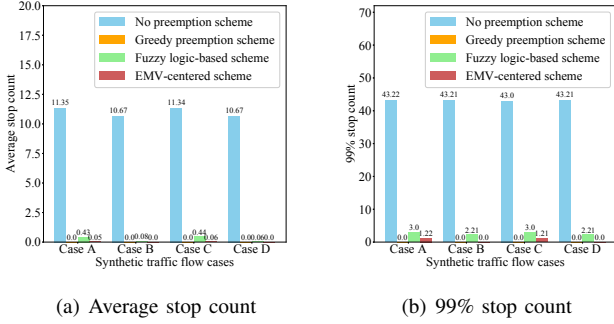 20.0
17.5
15.0
12.5
10.0
7.5
5.0
2.5
0.0
Average stop count
No preemption scheme
Greedy preemption scheme
Fuzzy logic-based scheme
EMV-centered scheme
11.35
10.67
11.34
10.67
0.0
0.43
0.05
0.0
0.08
0.0
0.0
0.44
0.06
0.0
0.06
0.0
Case A
Case B
Case C
Case D
Synthetic traffic flow cases
(a) Average stop count
70
60
50
40
30
20
10
0
99% stop count
No preemption scheme
Greedy preemption scheme
Fuzzy logic-based scheme
EMV-centered scheme
43.22
43.21
43.0
43.21
0.0
3.0
1.22
0.0
2.21
0.0
0.0
3.0
1.21
0.0
2.21
0.0
Case A
Case B
Case C
Case D
Synthetic traffic flow cases
(b) 99% stop count